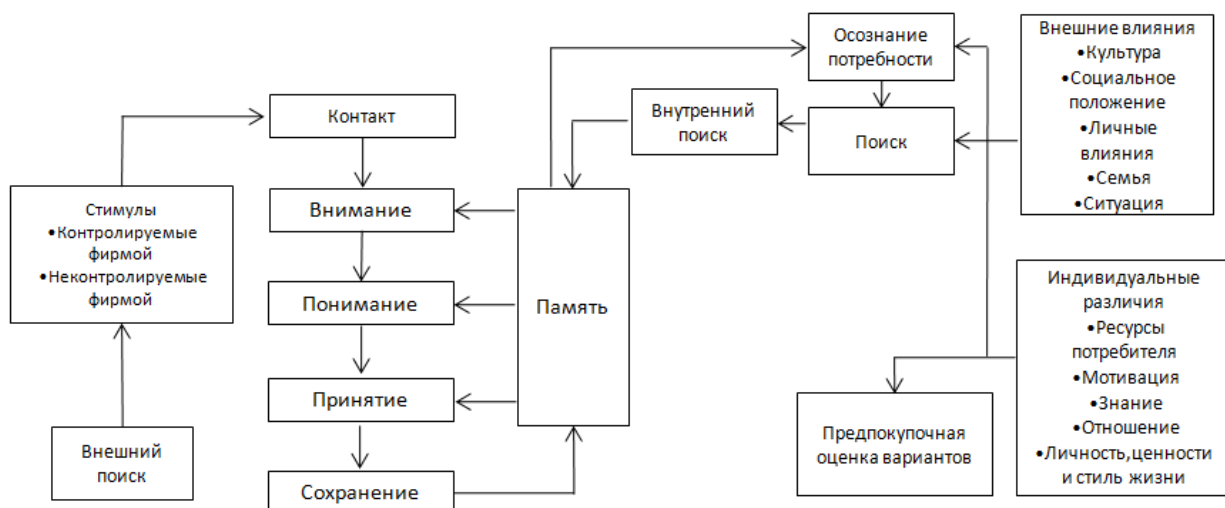 Осознание
потребности
Внешние влияния
•Культура
•Социальное
положение
•Личные
влияния
•Семья
•Ситуация
Контакт
Внутренний
поиск
Поиск
Стимулы
•Контролируемые
фирмой
•Неконтролируемые
фирмой
Внимание
Понимание
Память
Принятие
Внешний
поиск
Сохранение
Предпокупочная
оценка вариантов
Индивидуальные
различия
•Ресурсы
потребителя
•Мотивация
•Знание
•Отношение
•Личность,ценности
и стиль жизни